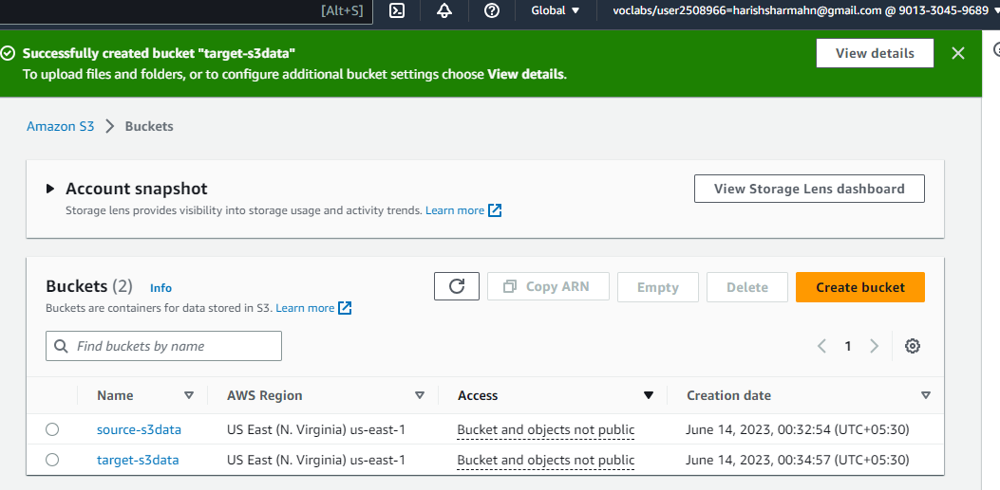 [Alt+S] Global voclabs/user2508966=harishsharmahn@gmail.com @ 9013-3045-9689
Successfully created bucket "target-s3data"
To upload files and folders, or to configure additional bucket settings choose View details.
View details
Amazon S3 > Buckets
Account snapshot
Storage lens provides visibility into storage usage and activity trends. Learn more
View Storage Lens dashboard
Buckets (2) Info
Buckets are containers for data stored in S3. Learn more
Copy ARN Empty Delete Create bucket
Find buckets by name
1
Name AWS Region Access Creation date
source-s3data US East (N. Virginia) us-east-1 Bucket and objects not public June 14, 2023, 00:32:54 (UTC+05:30)
target-s3data US East (N. Virginia) us-east-1 Bucket and objects not public June 14, 2023, 00:34:57 (UTC+05:30)